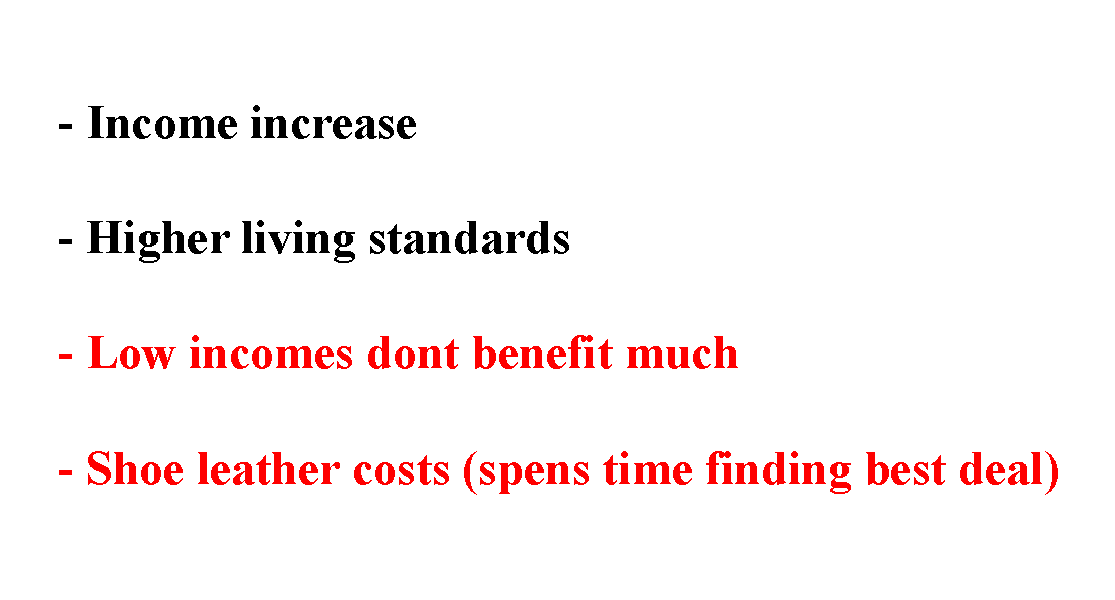 - Income increase
- Higher living standards
- Low incomes dont benefit much
- Shoe leather costs (spens time finding best deal)